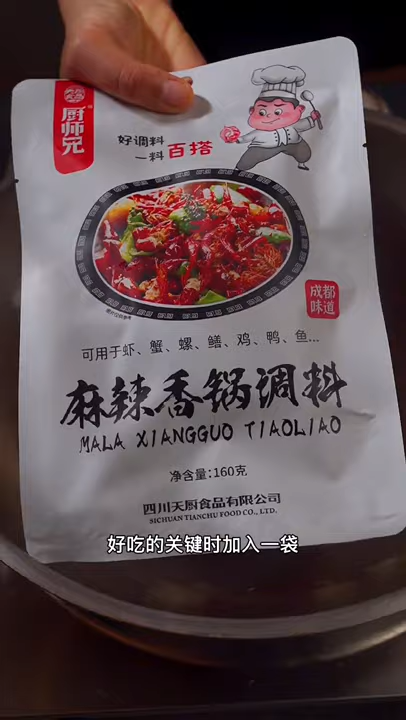 厨师兄
好调料
一料百搭
成都
味道
可用于虾、蟹、螺、鳝、鸡、鸭、鱼...
麻辣香锅调料
MALA XIANGGUO TIAOLIAO
净含量:160克
四川天厨食品有限公司
SICHUAN TIANCHU FOOD CO., LTD.
好吃的关键时加入一袋